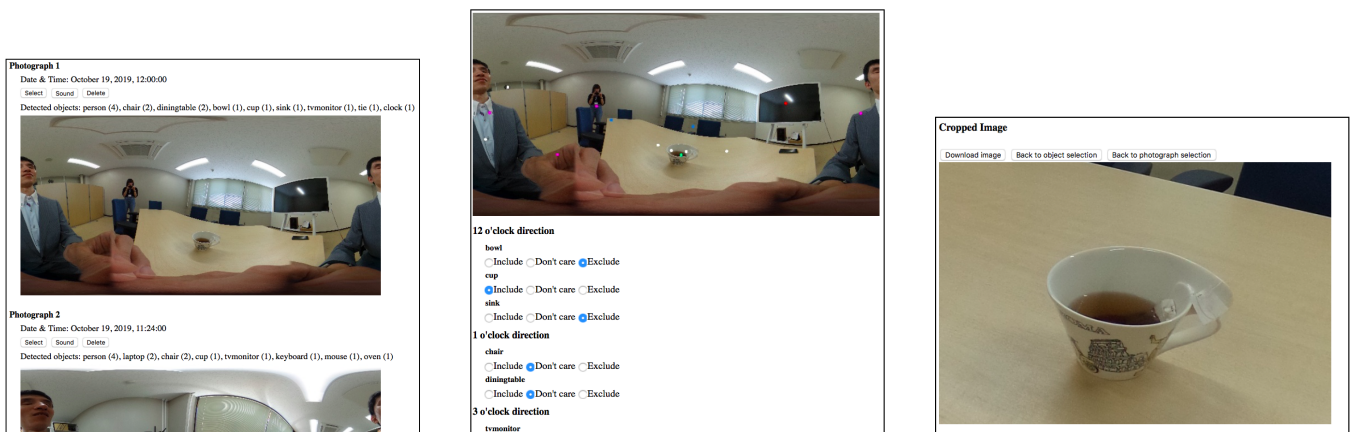 Photograph 1
Date & Time: October 19, 2019, 12:00:00
Select Sound Delete
Detected objects: person (4), chair (2), diningtable (2), bowl (1), cup (1), sink (1), tvmonitor (1), tie (1), clock (1)
Photograph 2
Date & Time: October 19, 2019, 11:24:00
Select Sound Delete
Detected objects: person (4), laptop (2), chair (2), cup (1), tvmonitor (1), keyboard (1), mouse (1), oven (1)
12 o'clock direction
bowl
Include Don't care Exclude
cup
Include Don't care Exclude
sink
Include Don't care Exclude
1 o'clock direction
chair
Include Don't care Exclude
diningtable
Include Don't care Exclude
3 o'clock direction
tvmonitor
Cropped Image
Download image Back to object selection Back to photograph selection